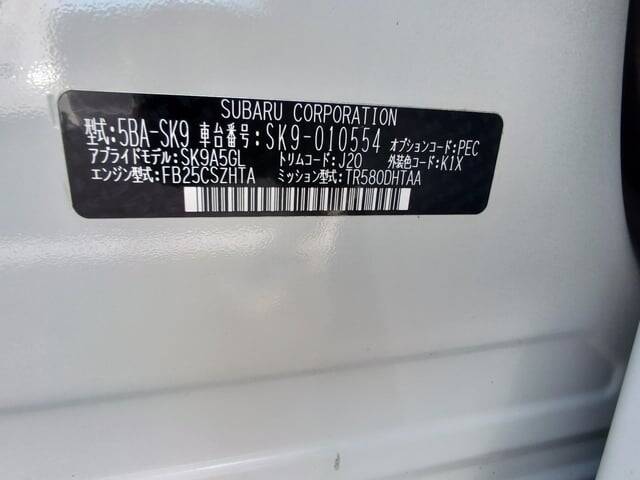 SUBARU CORPORATION
型式:5BA-SK9 車台番号:SK9-010554 オプションコード:PEC
アプライドモデル:SK9A5GL トリムコード:J20 外装色コード:K1X
エンジン型式:FB25CSZHTA ミッション型式:TR580DHTAA